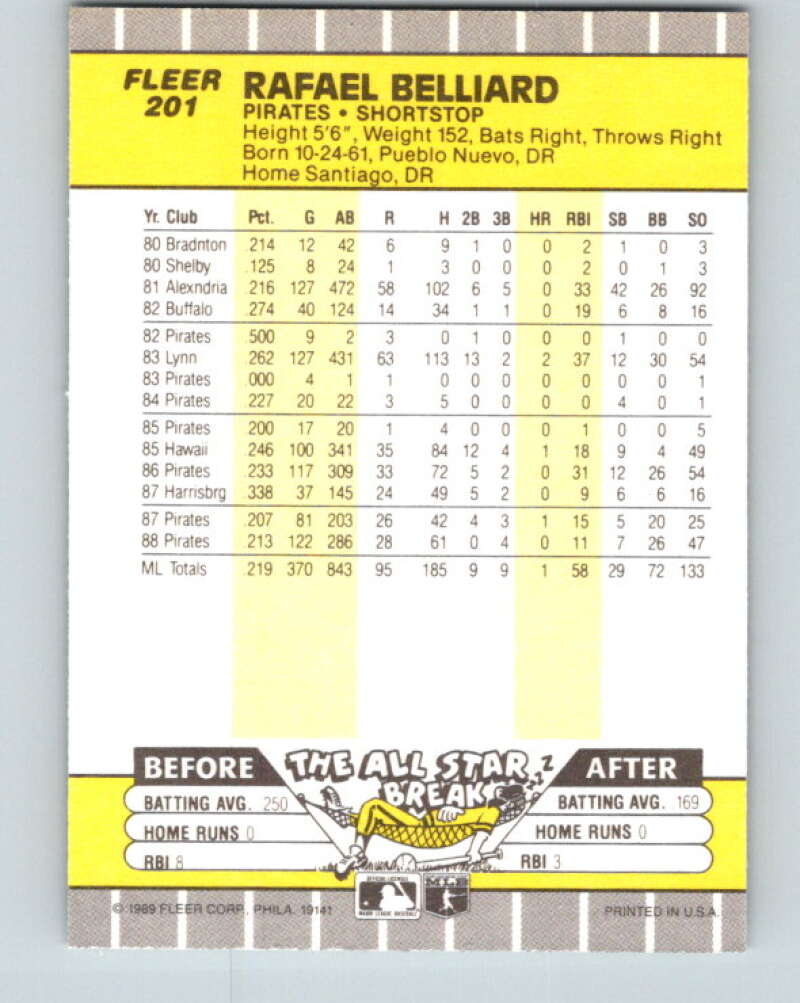 FLEER
201
RAFAEL BELLIARD
PIRATES • SHORTSTOP
Height 5'6", Weight 152, Bats Right, Throws Right
Born 10-24-61, Pueblo Nuevo, DR
Home Santiago, DR
Yr. Club Pct. G AB R H 2B 3B HR RBI SB BB SO
80 Bradnton .214 12 42 6 9 1 0 0 2 1 0 3
80 Shelby .125 8 24 1 3 0 0 0 2 0 1 3
81 Alexndria .216 127 472 58 102 6 5 0 33 42 26 92
82 Buffalo .274 40 124 14 34 1 1 0 19 6 8 16
82 Pirates .500 9 2 3 0 1 0 0 0 1 0 0
83 Lynn .262 127 431 63 113 13 2 2 37 12 30 54
83 Pirates .000 4 1 1 0 0 0 0 0 0 0 1
84 Pirates .227 20 22 3 5 0 0 0 0 4 0 1
85 Pirates .200 17 20 1 4 0 0 0 1 0 0 5
85 Hawaii .246 100 341 35 84 12 4 1 18 9 4 49
86 Pirates .233 117 309 33 72 5 2 0 31 12 26 54
87 Harrisbrg .338 37 145 24 49 5 2 0 9 6 6 16
87 Pirates .207 81 203 26 42 4 3 1 15 5 20 25
88 Pirates .213 122 286 28 61 0 4 0 11 7 26 47
ML Totals .219 370 843 95 185 9 9 1 58 29 72 133
BEFORE THE ALL STAR BREAK ZZZ AFTER
BATTING AVG. .250 BATTING AVG. .169
HOME RUNS 0 HOME RUNS 0
RBI 8 RBI 3
MAJOR LEAGUE BASEBALL MLB
© 1989 FLEER CORP., PHILA. 19141 PRINTED IN U.S.A.